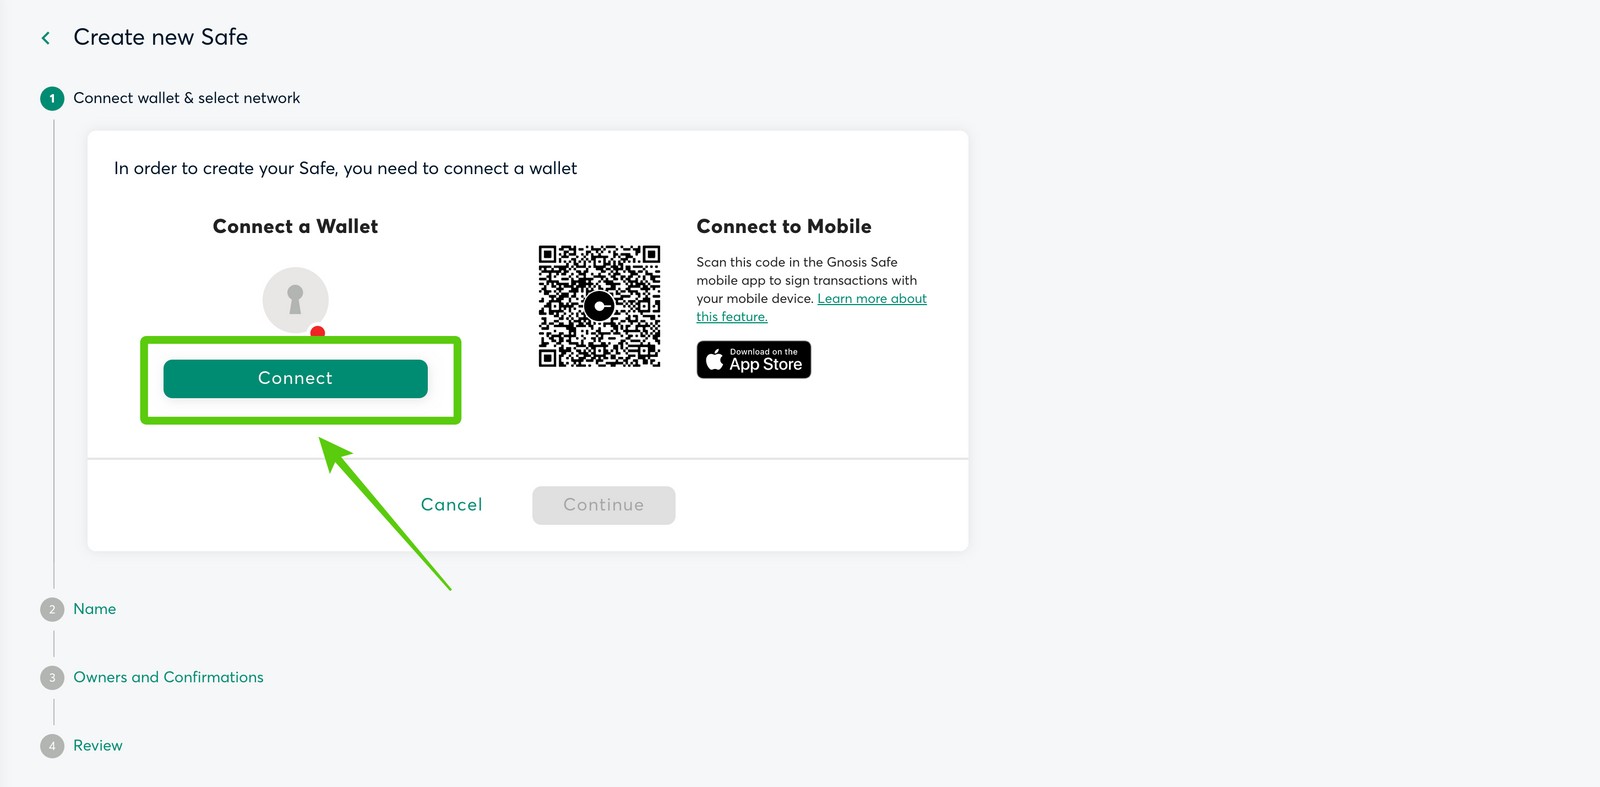 Create new Safe
1 Connect wallet & select network
In order to create your Safe, you need to connect a wallet
Connect a Wallet
Connect
Connect to Mobile
Scan this code in the Gnosis Safe
mobile app to sign transactions with
your mobile device. Learn more about
this feature.
Download on the
App Store
Cancel
Continue
2 Name
3 Owners and Confirmations
4 Review